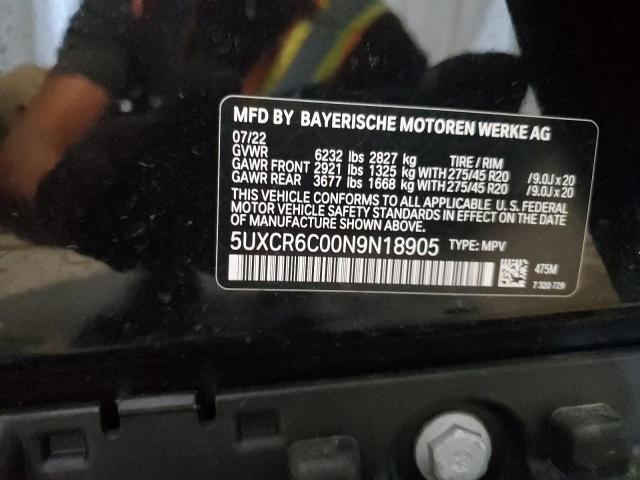 MFD BY BAYERISCHE MOTOREN WERKE AG
07/22
GVWR 6232 lbs 2827 kg TIRE / RIM
GAWR FRONT 2921 lbs 1325 kg WITH 275/45 R20 /9.0J x 20
GAWR REAR 3677 lbs 1668 kg WITH 275/45 R20 /9.0J x 20
THIS VEHICLE CONFORMS TO ALL APPLICABLE U. S. FEDERAL
MOTOR VEHICLE SAFETY STANDARDS IN EFFECT ON THE DATE
OF MANUFACTURE SHOWN ABOVE.
5UXCR6C00N9N18905 TYPE: MPV
475M
7 320 729